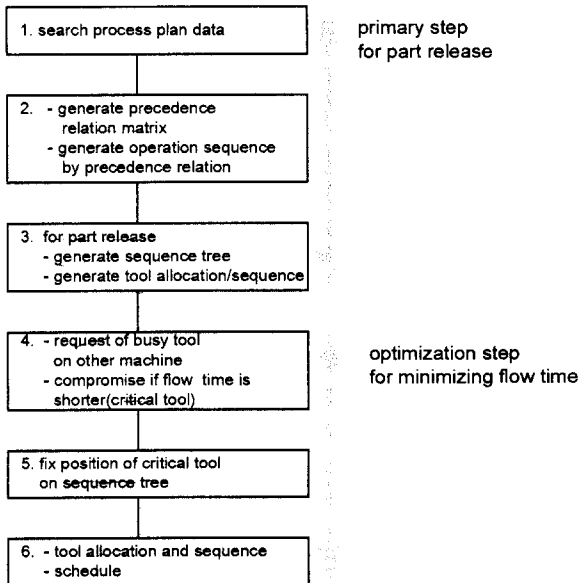 1. search process plan data
primary step
for part release
2. - generate precedence
relation matrix
- generate operation sequence
by precedence relation
3. for part release
- generate sequence tree
- generate tool allocation/sequence
4. - request of busy tool
on other machine
- compromise if flow time is
shorter(critical tool)
optimization step
for minimizing flow time
5. fix position of critical tool
on sequence tree
6. - tool allocation and sequence
- schedule